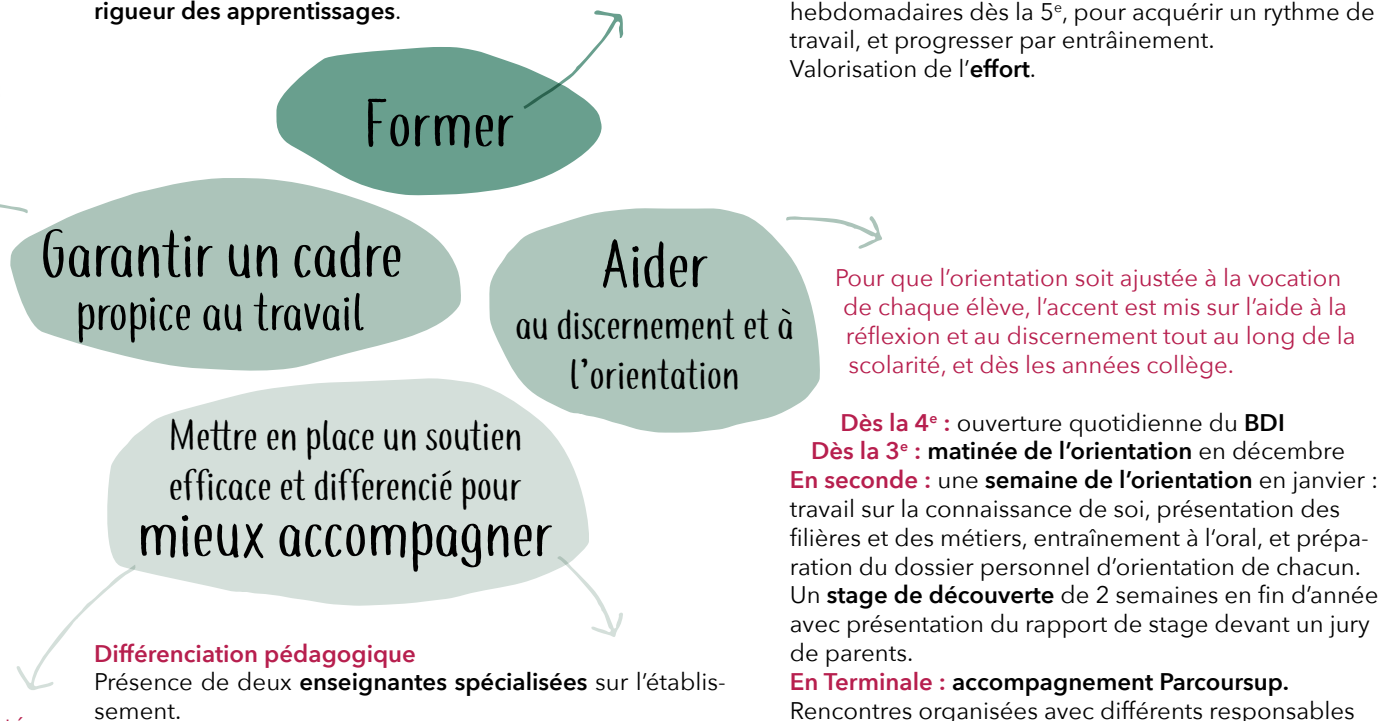 rigueur des apprentissages.
hebdomadaires dès la 5ᵉ, pour acquérir un rythme de
travail, et progresser par entrâinement.
Valorisation de l’effort.
Former
Garantir un cadre
propice au travail
Aider
au discernement et à
l’orientation
Pour que l’orientation soit ajustée à la vocation
de chaque élève, l’accent est mis sur l’aide à la
réflexion et au discernement tout au long de la
scolarité, et dès les années collège.
Mettre en place un soutien
efficace et differencié pour
mieux accompagner
Dès la 4ᵉ : ouverture quotidienne du BDI
Dès la 3ᵉ : matinée de l’orientation en décembre
En seconde : une semaine de l’orientation en janvier :
travail sur la connaissance de soi, présentation des
filières et des métiers, entraînement à l’oral, et prépa-
ration du dossier personnel d’orientation de chacun.
Un stage de découverte de 2 semaines en fin d’année
avec présentation du rapport de stage devant un jury
de parents.
En Terminale : accompagnement Parcoursup.
Rencontres organisées avec différents responsables
Différenciation pédagogique
Présence de deux enseignantes spécialisées sur l’établis-
sement.